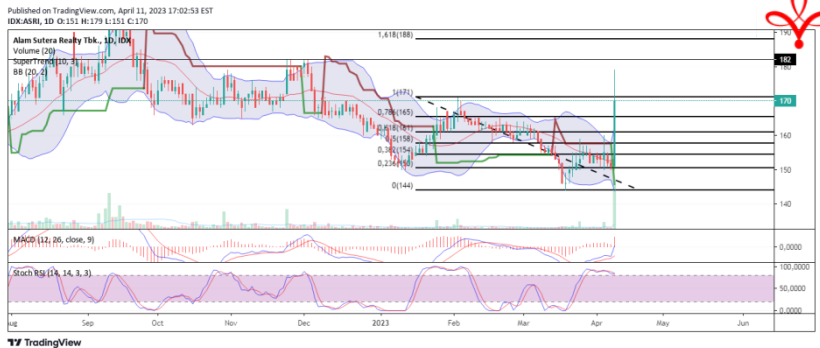 Published on TradingView.com, April 11, 2023 17:02:53 EST
IDX:ASRI, 1D O:151 H:179 L:151 C:170
Alam Sutera Realty Tbk., 1D, IDX
Volume (20)
SuperTrend (10, 3)
BB (20, 2)
1,618(188)
190
182
180
1(171)
170
0,786(165)
0,618(161)
160
0,5(158)
0,382(154)
0,236(150)
150
0(144)
140
MACD (12, 26, close, 9)
0,0000
Stoch RSI (14, 14, 3, 3)
100,0000
50,0000
0,0000
Aug Sep Oct Nov Dec 2023 Feb Mar Apr May Jun
TradingView